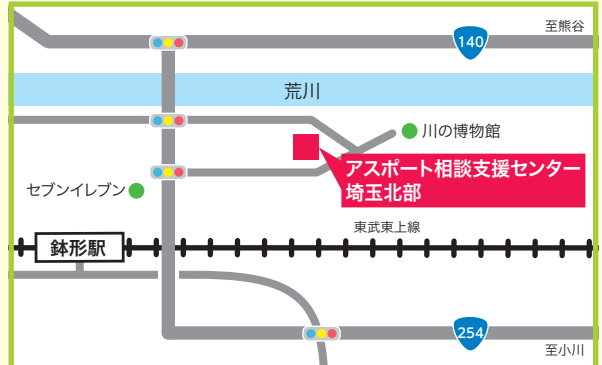 至熊谷
140
荒川
川の博物館
アスポート相談支援センター
埼玉北部
セブンイレブン
東武東上線
鉢形駅
254
至小川